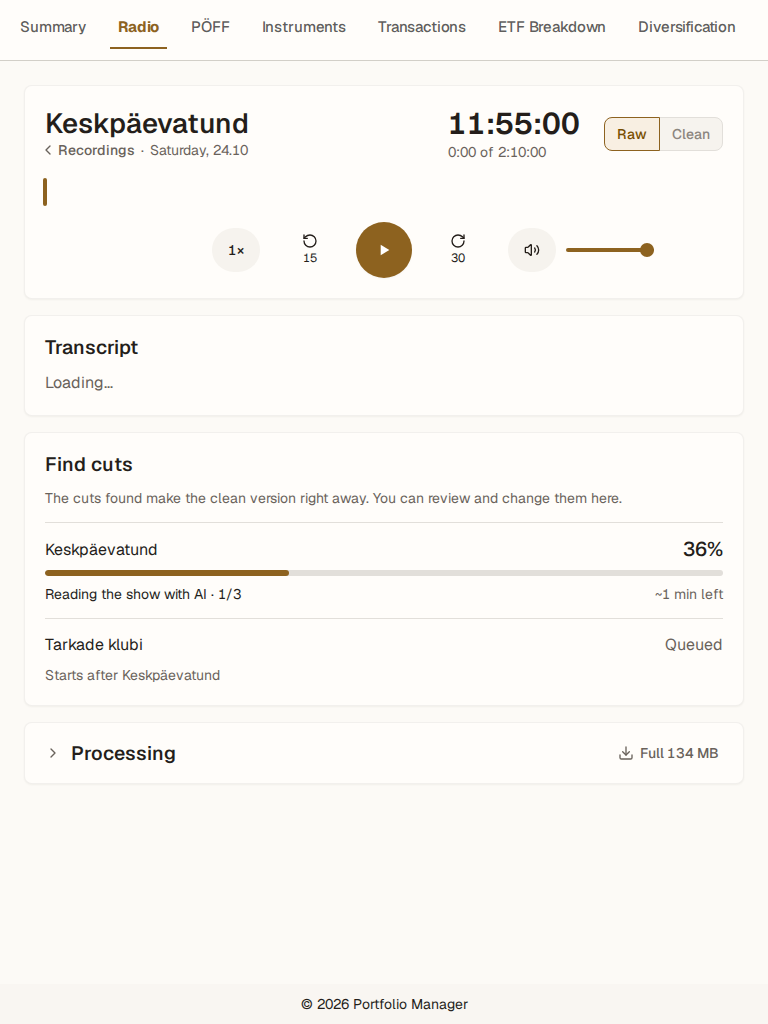 Summary Radio PÖFF Instruments Transactions ETF Breakdown Diversification
Keskpäevatund
Recordings · Saturday, 24.10
11:55:00
0:00 of 2:10:00
Raw Clean
1×
15
30
Transcript
Loading...
Find cuts
The cuts found make the clean version right away. You can review and change them here.
Keskpäevatund 36%
Reading the show with AI · 1/3 ~1 min left
Tarkade klubi Queued
Starts after Keskpäevatund
Processing Full 134 MB
© 2026 Portfolio Manager